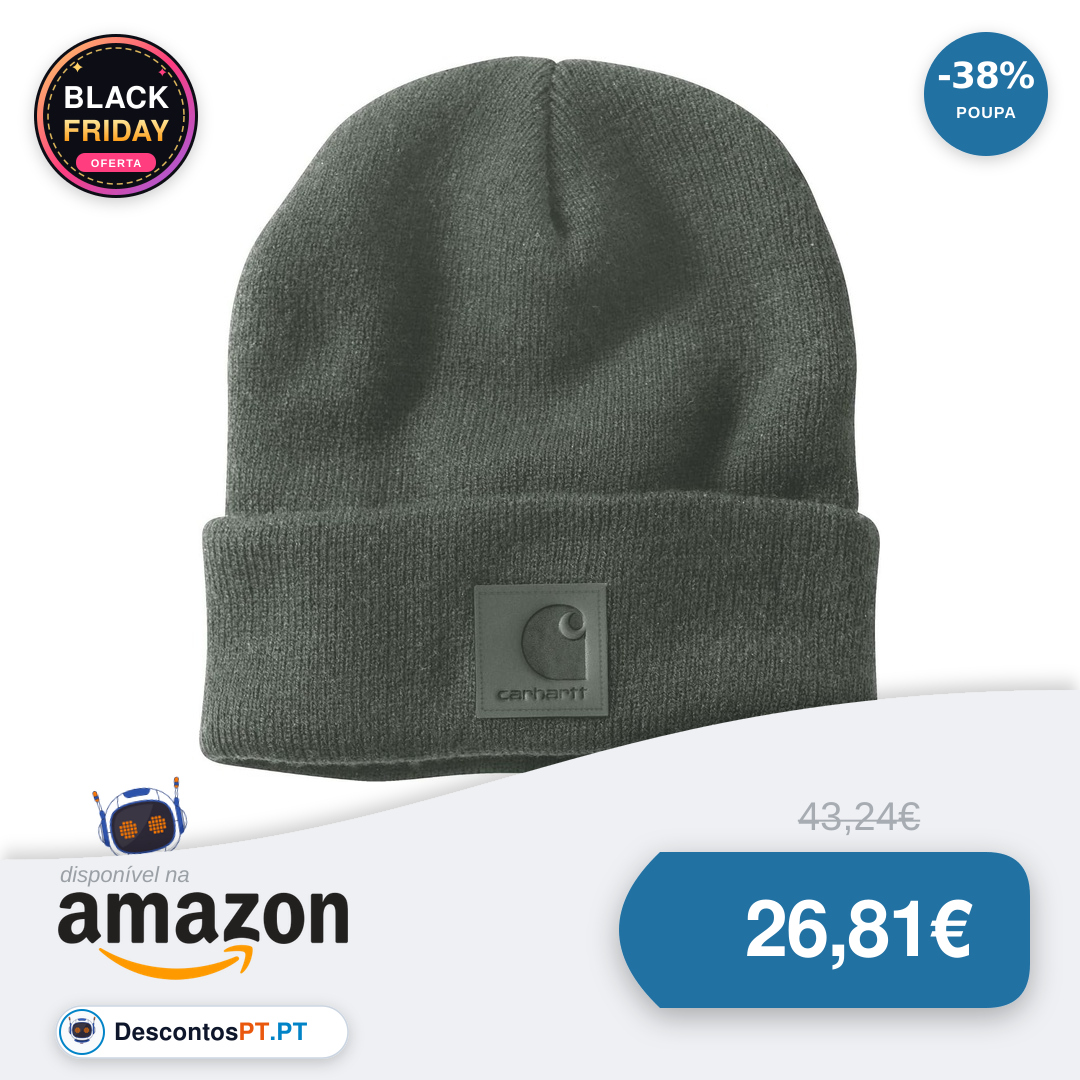 BLACK
FRIDAY
OFERTA
-38%
POUPA
carhartt
43,24€
disponível na
amazon
26,81€
DescontosPT.PT